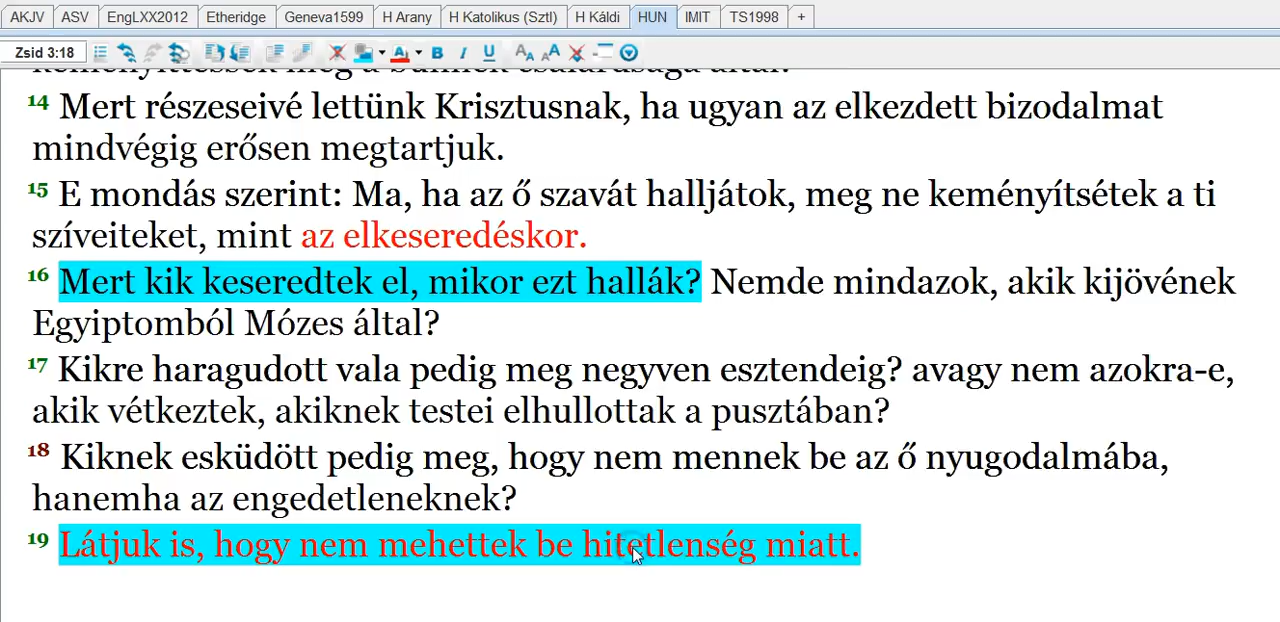 AKJV ASV EngLXX2012 Etheridge Geneva1599 H Arany H Katolikus (Sztl) H Káldi HUN IMIT TS1998 +
Zsid 3:18 A B I U A A A A
keményíttessék meg a bűnnek csalárdsága által.
14 Mert részeseivé lettünk Krisztusnak, ha ugyan az elkezdett bizodalmat
mindvégig erősen megtartjuk.
15 E mondás szerint: Ma, ha az ő szavát halljátok, meg ne keményítsétek a ti
szíveiteket, mint az elkeseredéskor.
16 Mert kik keseredtek el, mikor ezt hallák? Nemde mindazok, akik kijövének
Egyiptomból Mózes által?
17 Kikre haragudott vala pedig meg negyven esztendeig? avagy nem azokra-e,
akik vétkeztek, akiknek testei elhullottak a pusztában?
18 Kiknek esküdött pedig meg, hogy nem mennek be az ő nyugodalmába,
hanemha az engedetleneknek?
19 Látjuk is, hogy nem mehettek be hitetlenség miatt.